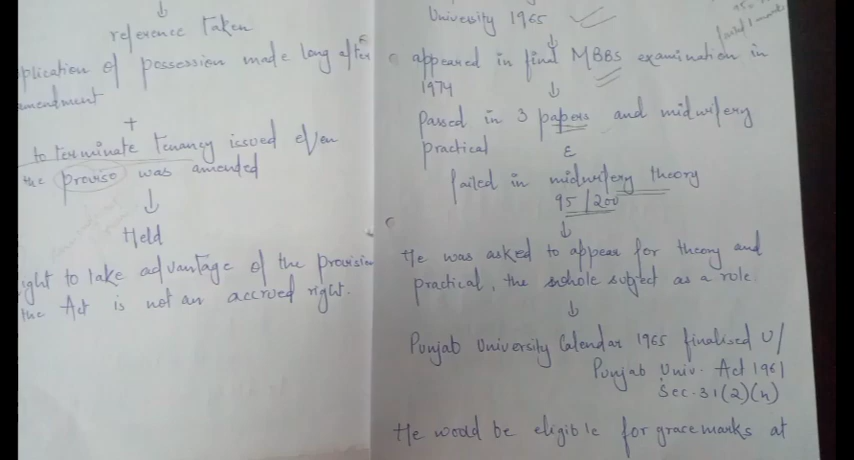 reference taken
plication of possession made long after
amendment
+
to terminate tenancy issued even
the proviso was amended
Held
ight to take advantage of the provision
the Act is not an accrued right.
University 1965
appeared in final MBBS examination in
1974
Passed in 3 papers and midwifery
practical
&
failed in midwifery theory
95/200
He was asked to appear for theory and
practical, the whole subject as a role.
Punjab University Calendar 1965 finalised U/
Punjab Univ. Act 1961
Sec. 31(2)(h)
He would be eligible for grace marks at